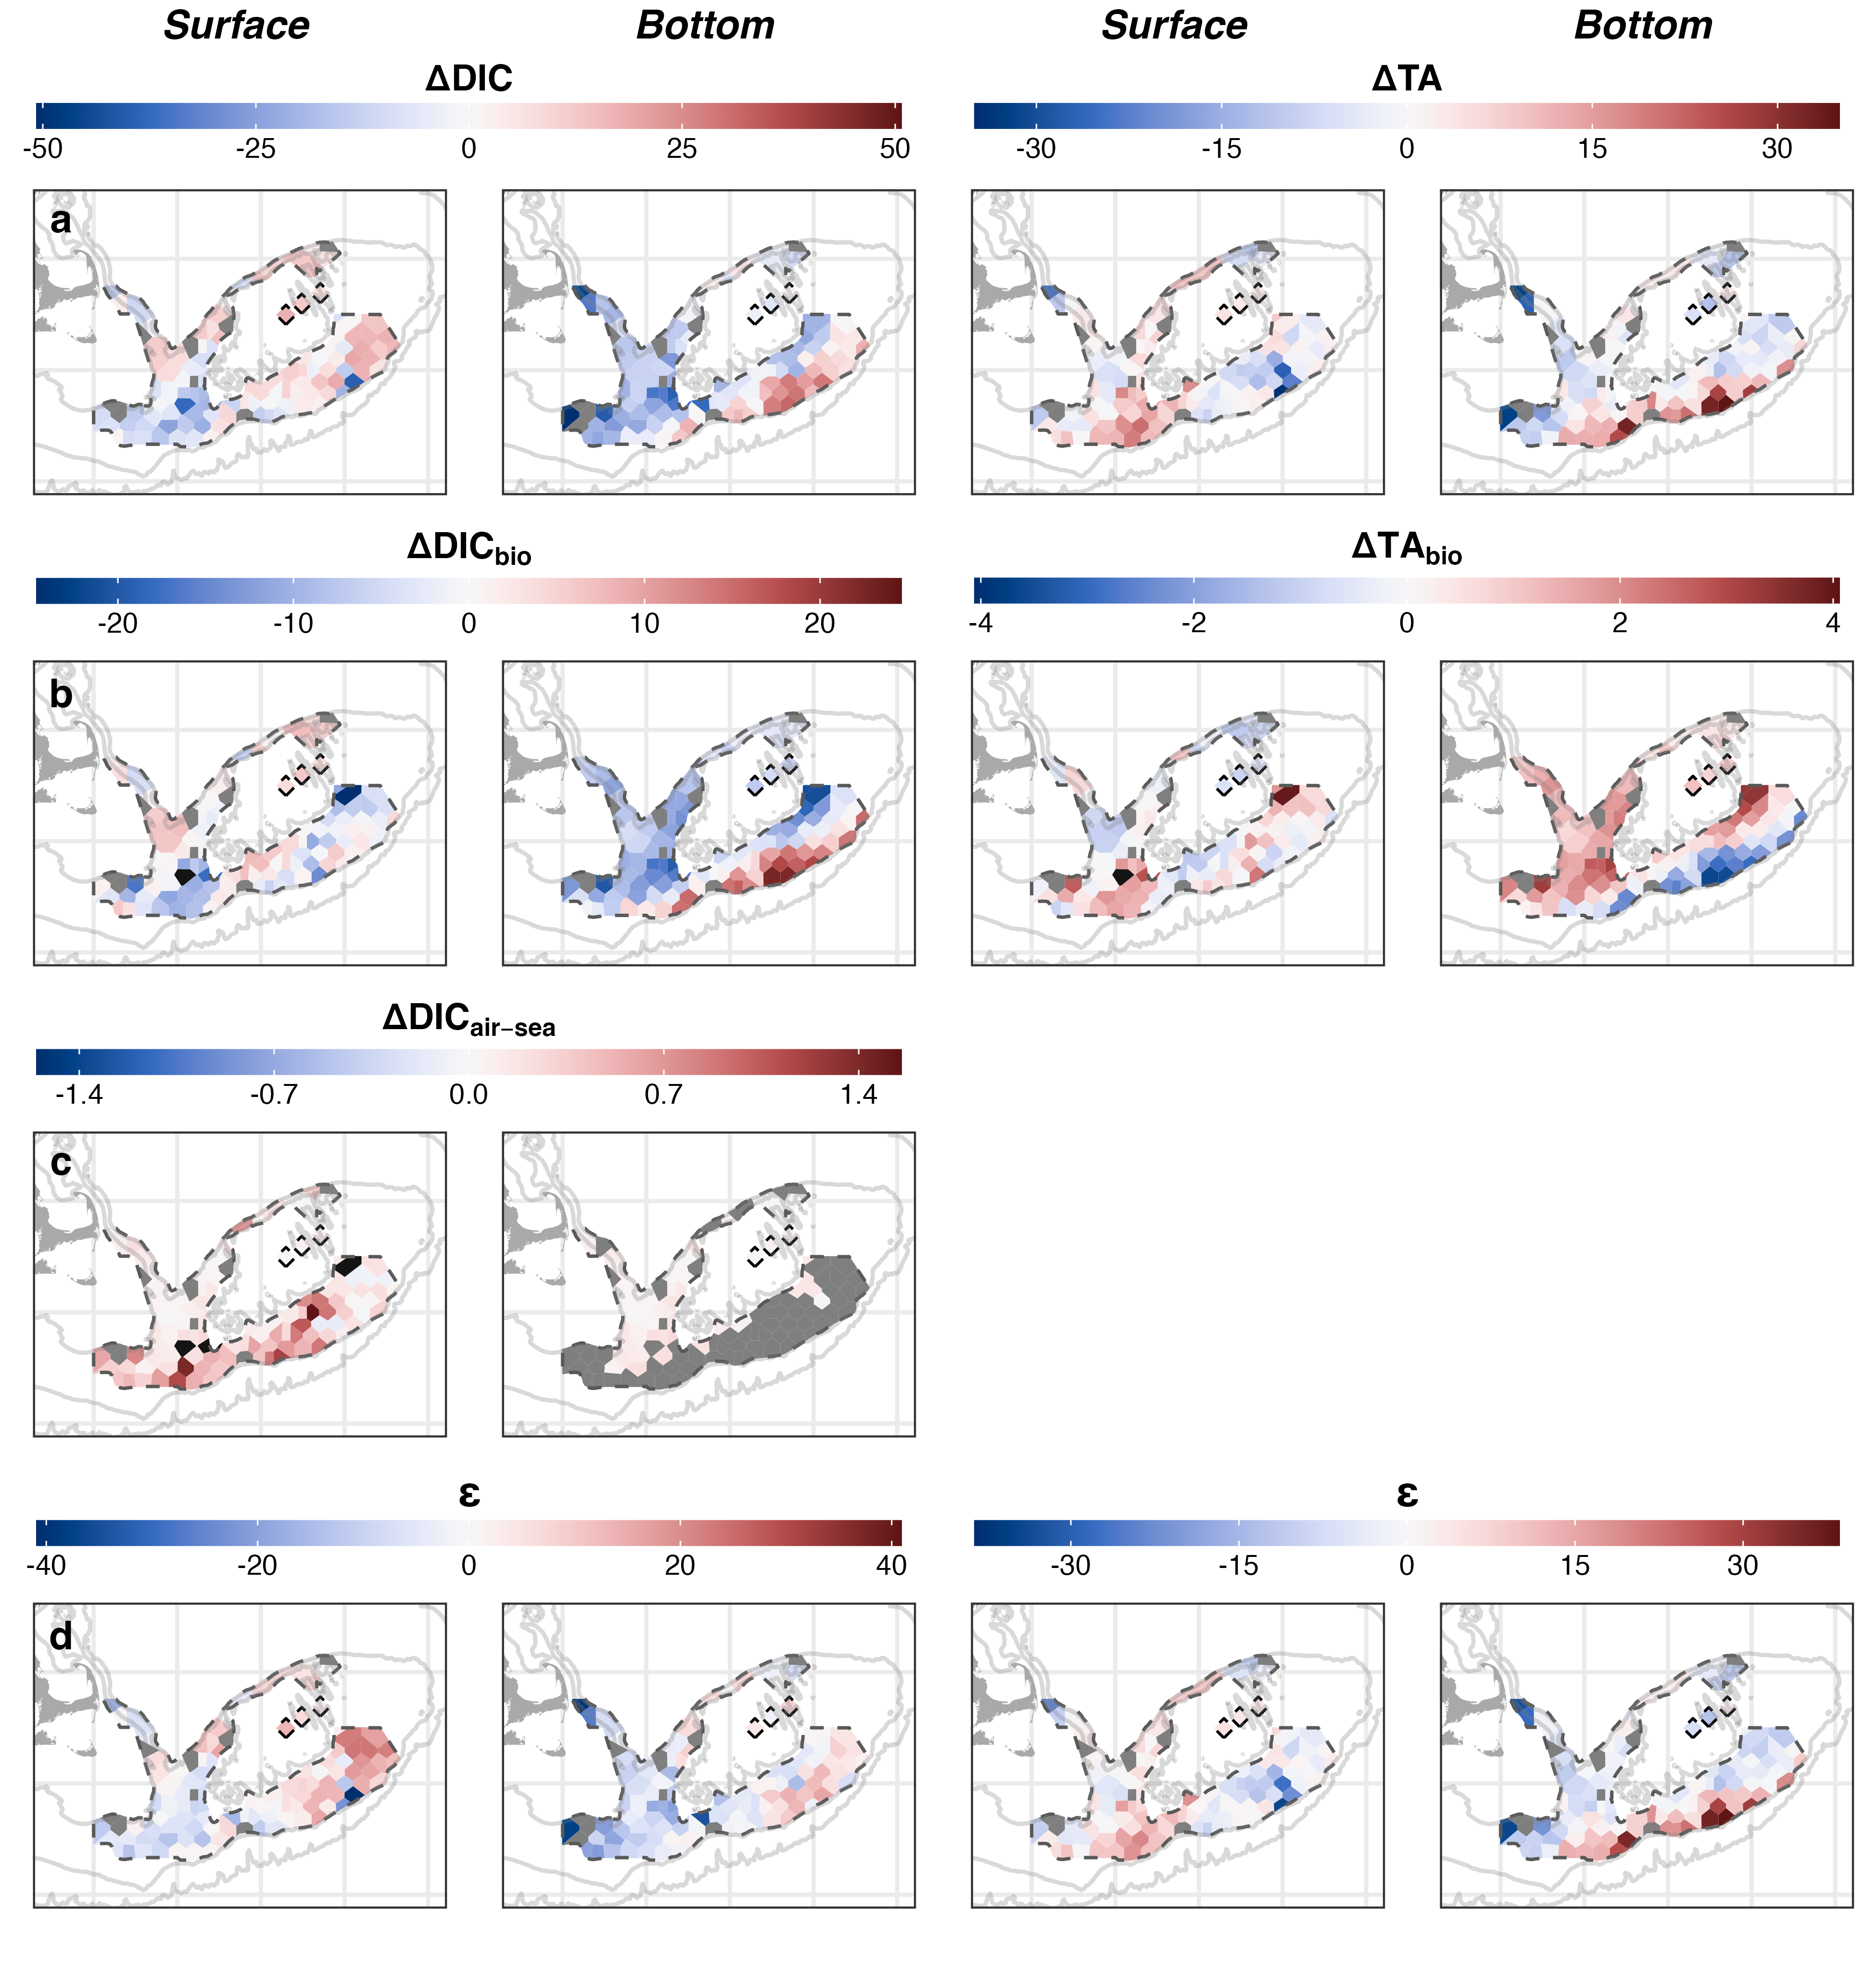 Surface Bottom Surface Bottom
ΔDIC ΔTA
-50 -25 0 25 50 -30 -15 0 15 30
a
ΔDICbio ΔTAbio
-20 -10 0 10 20 -4 -2 0 2 4
b
ΔDICair−sea
-1.4 -0.7 0.0 0.7 1.4
c
ε ε
-40 -20 0 20 40 -30 -15 0 15 30
d